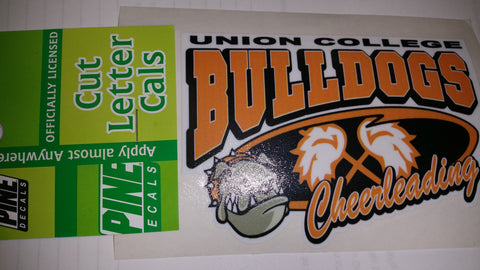 UNION COLLEGE
BULLDOGS
Cheerleading
OFFICIALLY LICENSED
Cut
Letter
Cals
Apply almost Anywhere
PINE
DECALS
PINE
DECALS